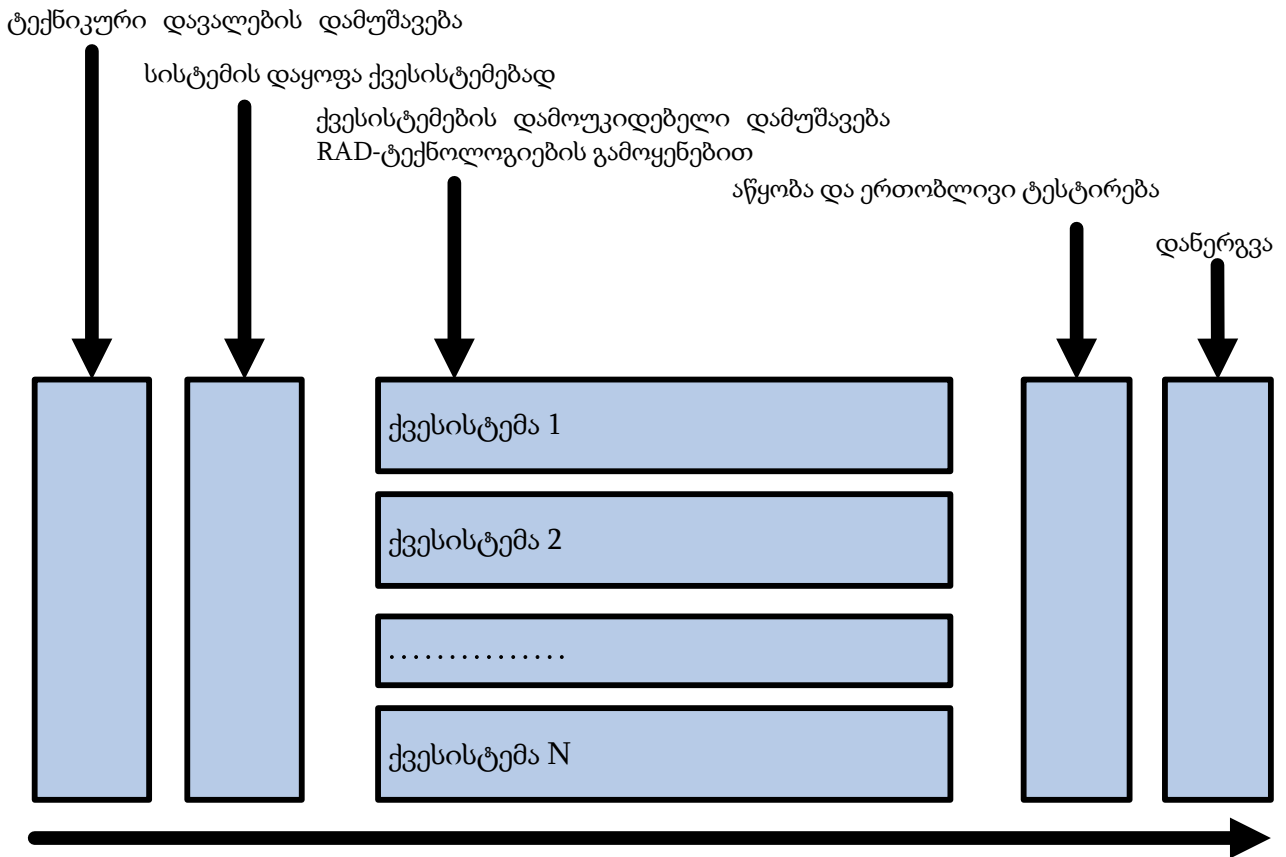 ტექნიკური დავალების დამუშავება
სისტემის დაყოფა ქვესისტემებად
ქვესისტემების დამოუკიდებელი დამუშავება
RAD-ტექნოლოგიების გამოყენებით
აწყობა და ერთობლივი ტესტირება
დანერგვა
ქვესისტემა 1
ქვესისტემა 2
...............
ქვესისტემა N